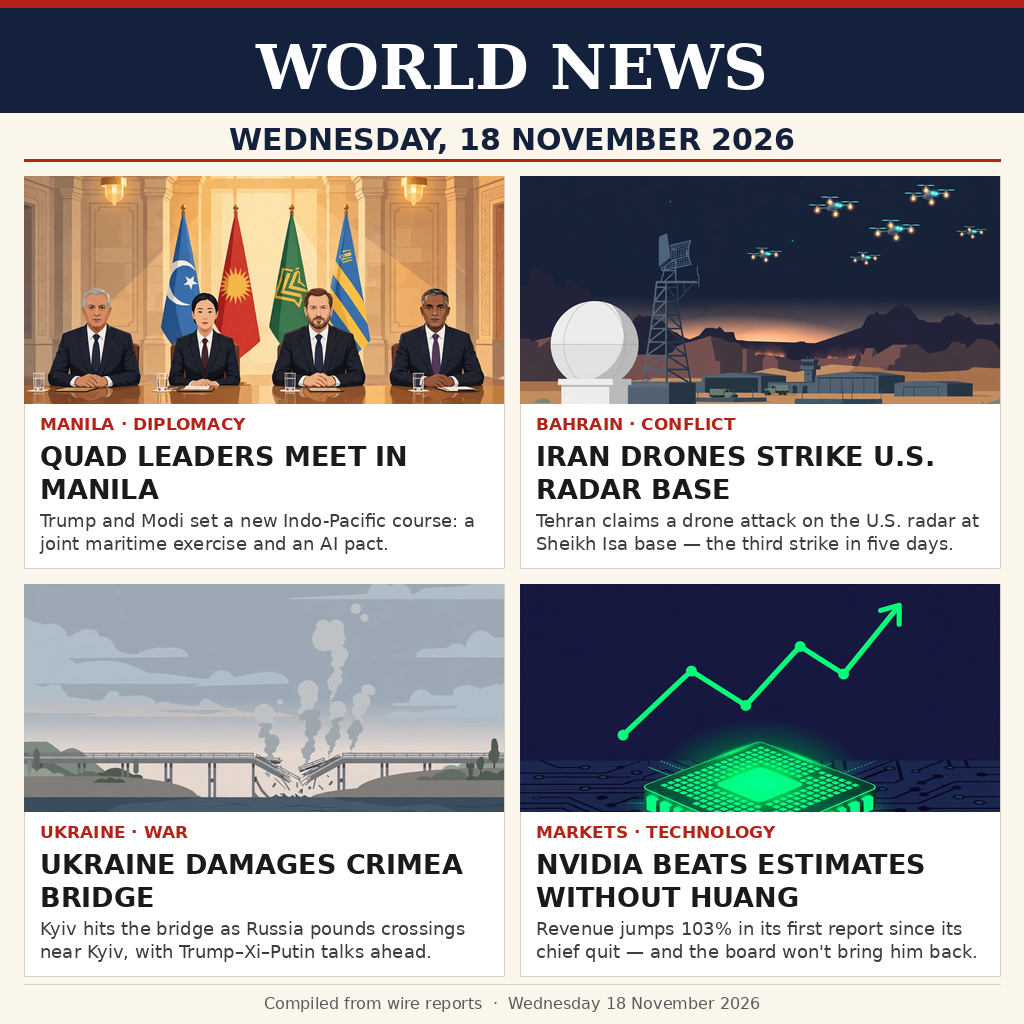 WORLD NEWS
WEDNESDAY, 18 NOVEMBER 2026
MANILA · DIPLOMACY
QUAD LEADERS MEET IN
MANILA
Trump and Modi set a new Indo-Pacific course: a
joint maritime exercise and an AI pact.
BAHRAIN · CONFLICT
IRAN DRONES STRIKE U.S.
RADAR BASE
Tehran claims a drone attack on the U.S. radar at
Sheikh Isa base — the third strike in five days.
UKRAINE · WAR
UKRAINE DAMAGES CRIMEA
BRIDGE
Kyiv hits the bridge as Russia pounds crossings
near Kyiv, with Trump–Xi–Putin talks ahead.
MARKETS · TECHNOLOGY
NVIDIA BEATS ESTIMATES
WITHOUT HUANG
Revenue jumps 103% in its first report since its
chief quit — and the board won't bring him back.
Compiled from wire reports · Wednesday 18 November 2026